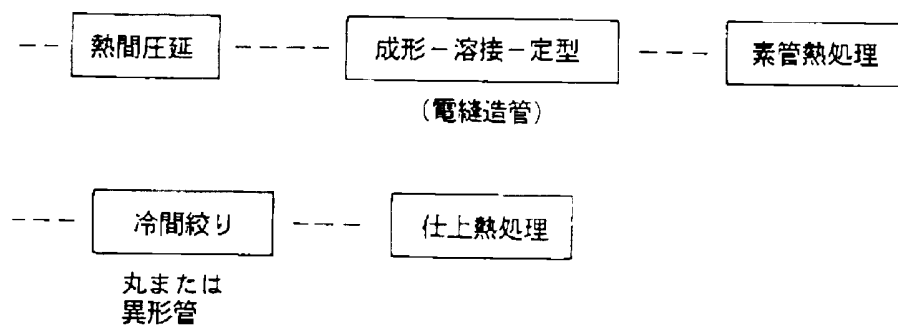 熱間圧延
成形-溶接-定型
素管熱処理
(電縫造管)
冷間絞り
仕上熱処理
丸または
異形管